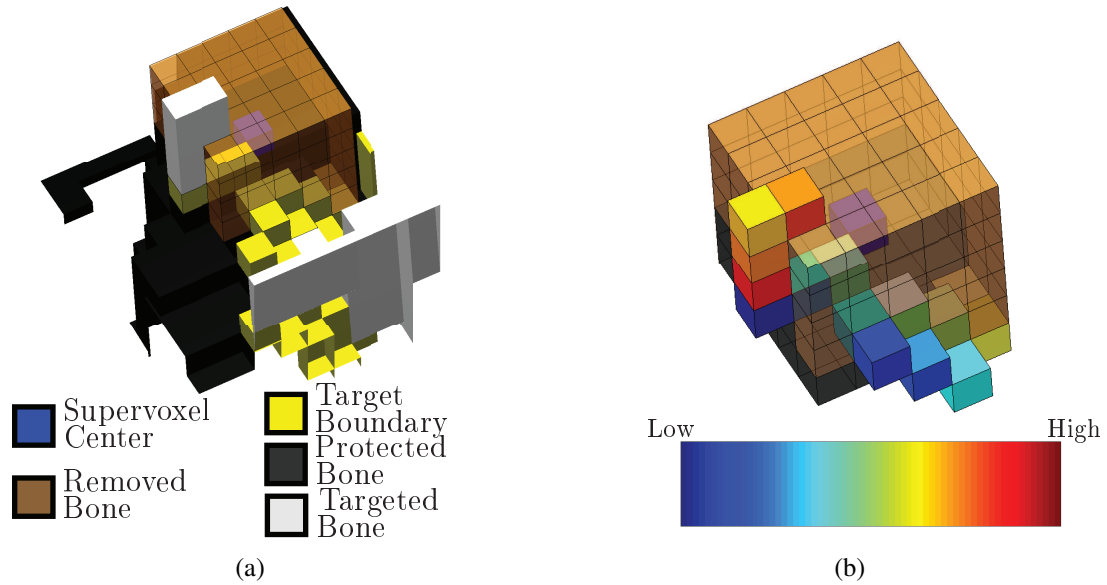 Supervoxel
Center
Removed
Bone
Target
Boundary
Protected
Bone
Targeted
Bone
(a)
Low
High
(b)